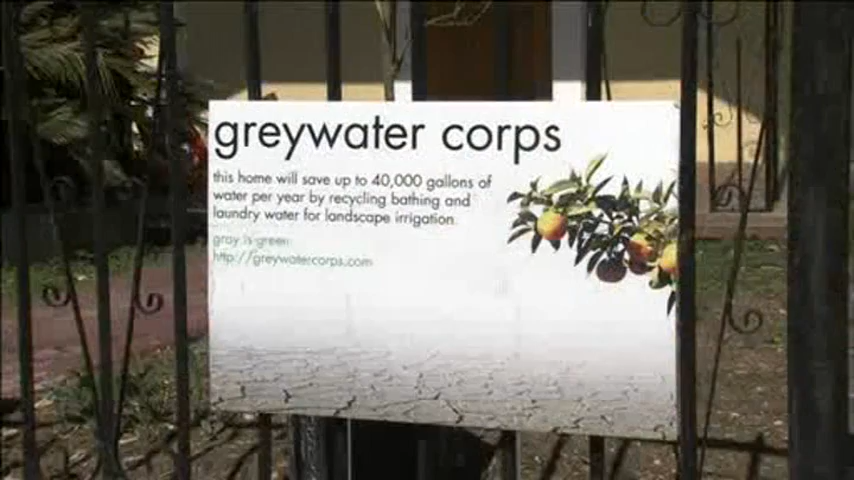 greywater corps
this home will save up to 40,000 gallons of
water per year by recycling bathing and
laundry water for landscape irrigation.
gray is green
http://greywatercorps.com